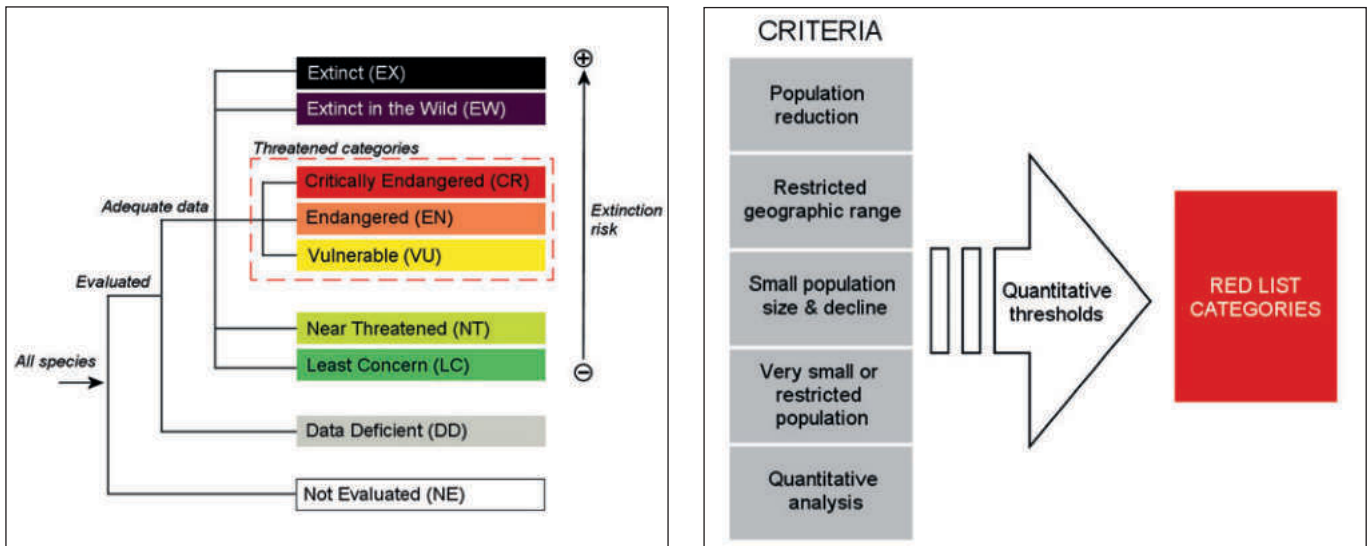 Extinct (EX)
Extinct in the Wild (EW)
Threatened categories
Critically Endangered (CR)
Adequate data
Endangered (EN)
Extinction
risk
Vulnerable (VU)
Evaluated
Near Threatened (NT)
All species
Least Concern (LC)
Data Deficient (DD)
Not Evaluated (NE)
CRITERIA
Population
reduction
Restricted
geographic range
Small population
size & decline
Very small or
restricted
population
Quantitative
analysis
Quantitative
thresholds
RED LIST
CATEGORIES